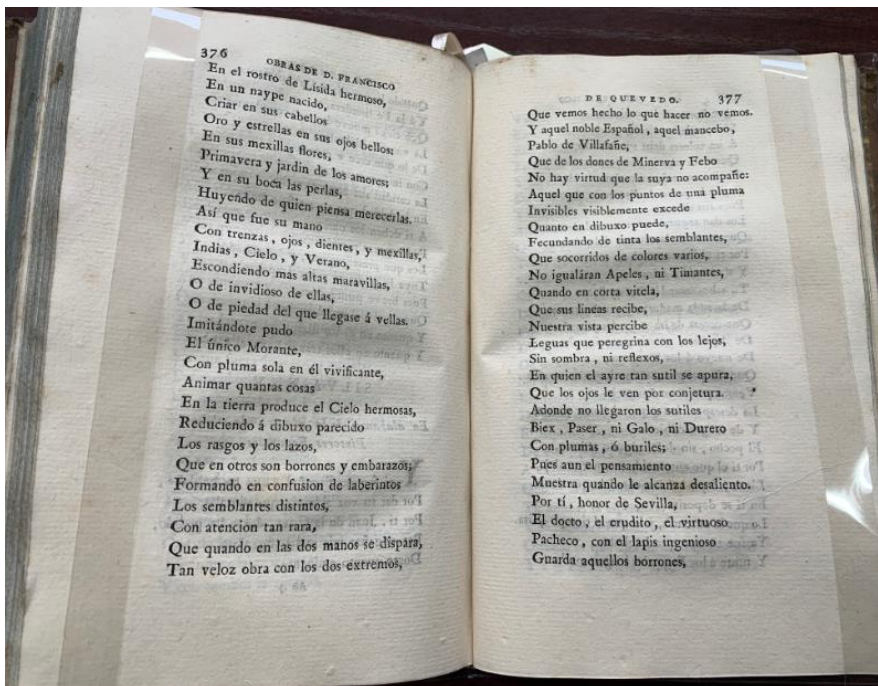 376
OBRAS DE D. FRANCISCO
En el rostro de Lísida hermoso,
En un naype nacido,
Criar en sus cabellos
Oro y estrellas en sus ojos bellos:
En sus mexillas flores,
Primavera y jardin de los amores;
Y en su boca las perlas,
Huyendo de quien piensa merecerlas.
Así que fue su mano
Con trenzas, ojos, dientes, y mexillas,
Indias, Cielo, y Verano,
Escondiendo mas altas maravillas,
O de invidioso de ellas,
O de piedad del que llegase á vellas.
Imitándote pudo
El único Morante,
Con pluma sola en él vivificante,
Animar quantas cosas
En la tierra produce el Cielo hermosas,
Reduciendo á dibuxo parecido
Los rasgos y los lazos,
Que en otros son borrones y embarazos;
Formando en confusion de laberintos
Los semblantes distintos,
Con atencion tan rara,
Que quando en las dos manos se dispara,
Tan veloz obra con los dos extremos,
DE QUEVEDO. 377
Que vemos hecho lo que hacer no vemos.
Y aquel noble Español, aquel mancebo,
Pablo de Villafañe,
Que de los dones de Minerva y Febo
No hay virtud que la suya no acompañe:
Aquel que con los puntos de una pluma
Invisibles visiblemente excede
Quanto en dibuxo puede,
Fecundando de tinta los semblantes,
Que socorridos de colores varios,
No igualáran Apeles, ni Timantes,
Quando en corta vitela,
Que sus lineas recibe,
Nuestra vista percibe
Leguas que peregrina con los lejos,
Sin sombra, ni reflexos,
En quien el ayre tan sutil se apura,
Que los ojos le ven por conjetura.
Adonde no llegaron los sutiles
Biex, Paser, ni Galo, ni Durero
Con plumas, ó buriles;
Pues aun el pensamiento
Muestra quando le alcanza desaliento.
Por tí, honor de Sevilla,
El docto, el erudito, el virtuoso
Pacheco, con el lapis ingenioso
Guarda aquellos borrones,